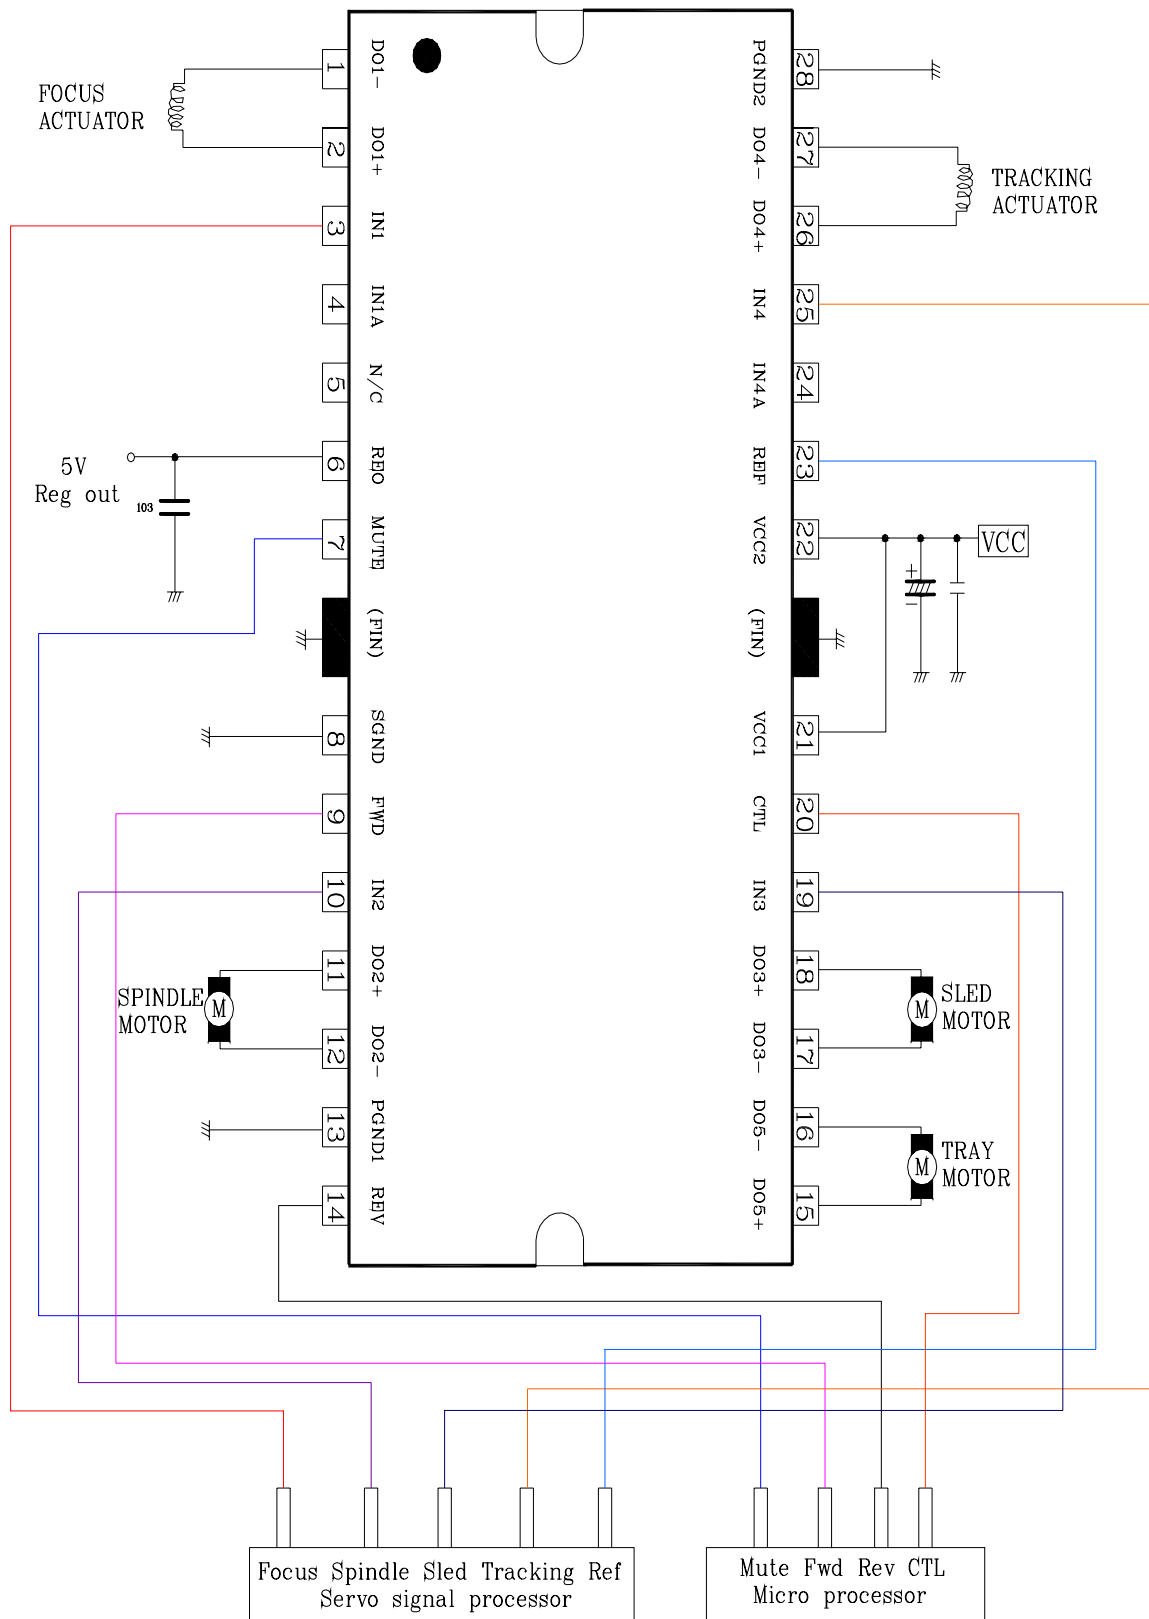 FOCUS
ACTUATOR
1 DO1-
2 DO1+
3 IN1
4 IN1A
5 N/C
6 REO
7 MUTE
(FIN)
8 SGND
9 FWD
10 IN2
11 DO2+
12 DO2-
13 PGND1
14 REV
5V
Reg out
103
SPINDLE
MOTOR
M
PGND2 28
DO4- 27
DO4+ 26
IN4 25
IN4A 24
REF 23
VCC2 22
(FIN)
VCC1 21
CTL 20
IN3 19
DO3+ 18
DO3- 17
DO5- 16
DO5+ 15
TRACKING
ACTUATOR
VCC
+
-
M
SLED
MOTOR
M
TRAY
MOTOR
Focus Spindle Sled Tracking Ref
Servo signal processor
Mute Fwd Rev CTL
Micro processor